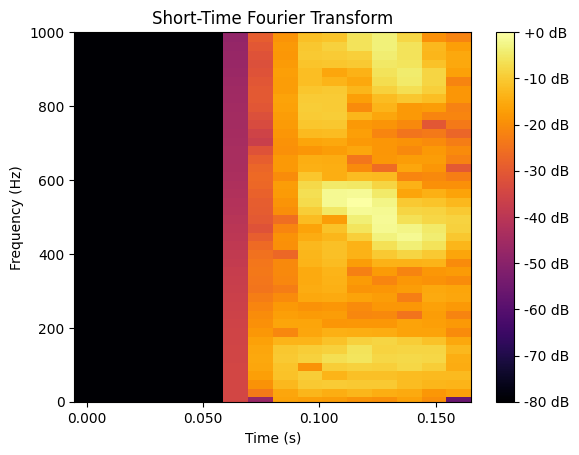 Short-Time Fourier Transform
1000
800
600
400
200
0
Frequency (Hz)
0.000
0.050
0.100
0.150
Time (s)
+0 dB
-10 dB
-20 dB
-30 dB
-40 dB
-50 dB
-60 dB
-70 dB
-80 dB